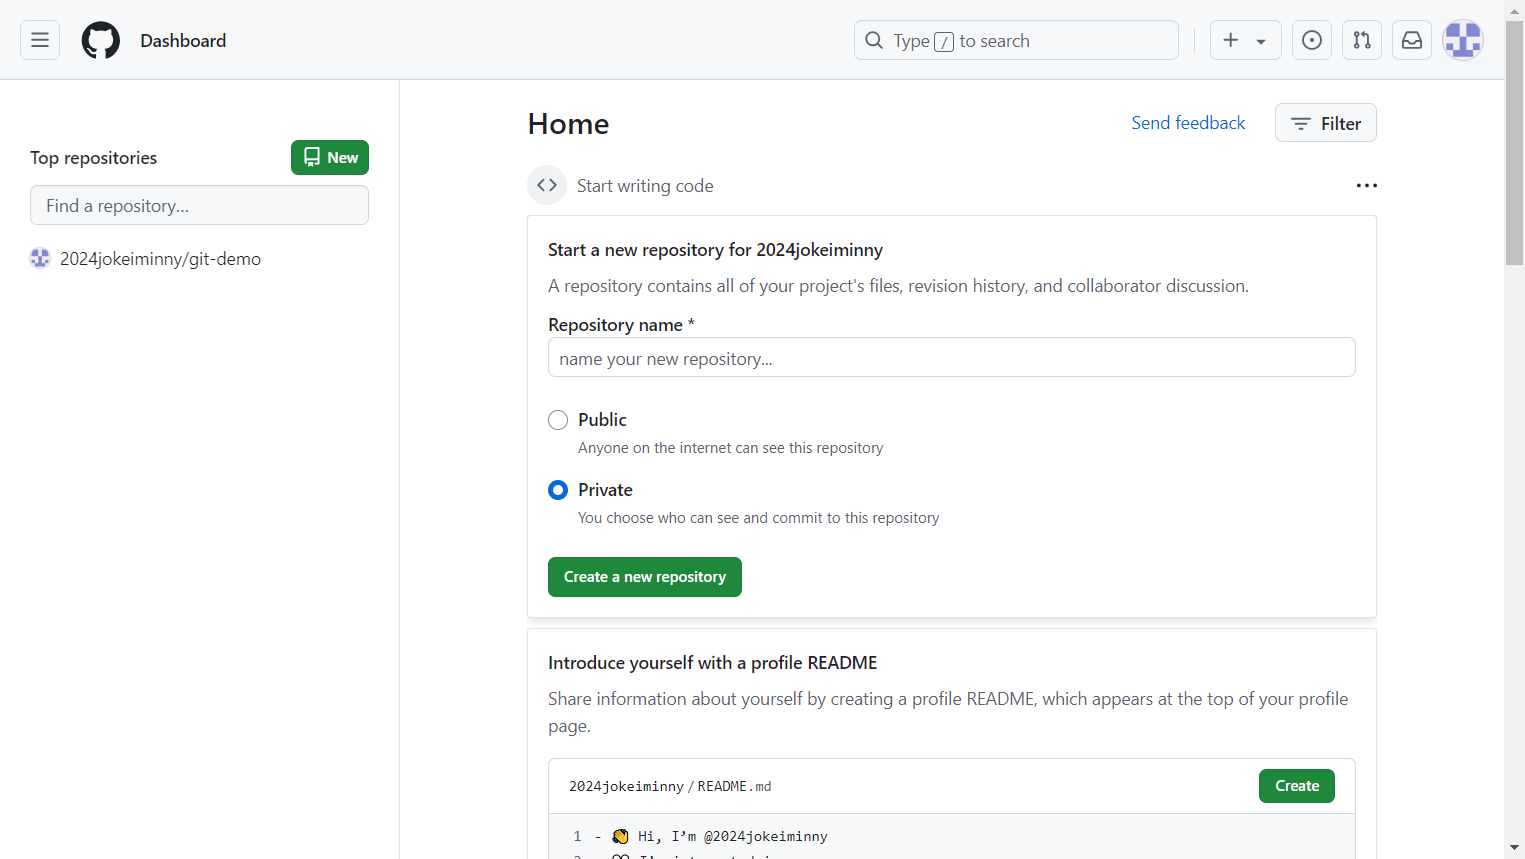 Dashboard
Type / to search
Top repositories
New
Find a repository...
2024jokeiminny/git-demo
Home
Send feedback
Filter
Start writing code
Start a new repository for 2024jokeiminny
A repository contains all of your project's files, revision history, and collaborator discussion.
Repository name *
name your new repository...
Public
Anyone on the internet can see this repository
Private
You choose who can see and commit to this repository
Create a new repository
Introduce yourself with a profile README
Share information about yourself by creating a profile README, which appears at the top of your profile
page.
2024jokeiminny / README.md
Create
1 - 👋 Hi, I’m @2024jokeiminny